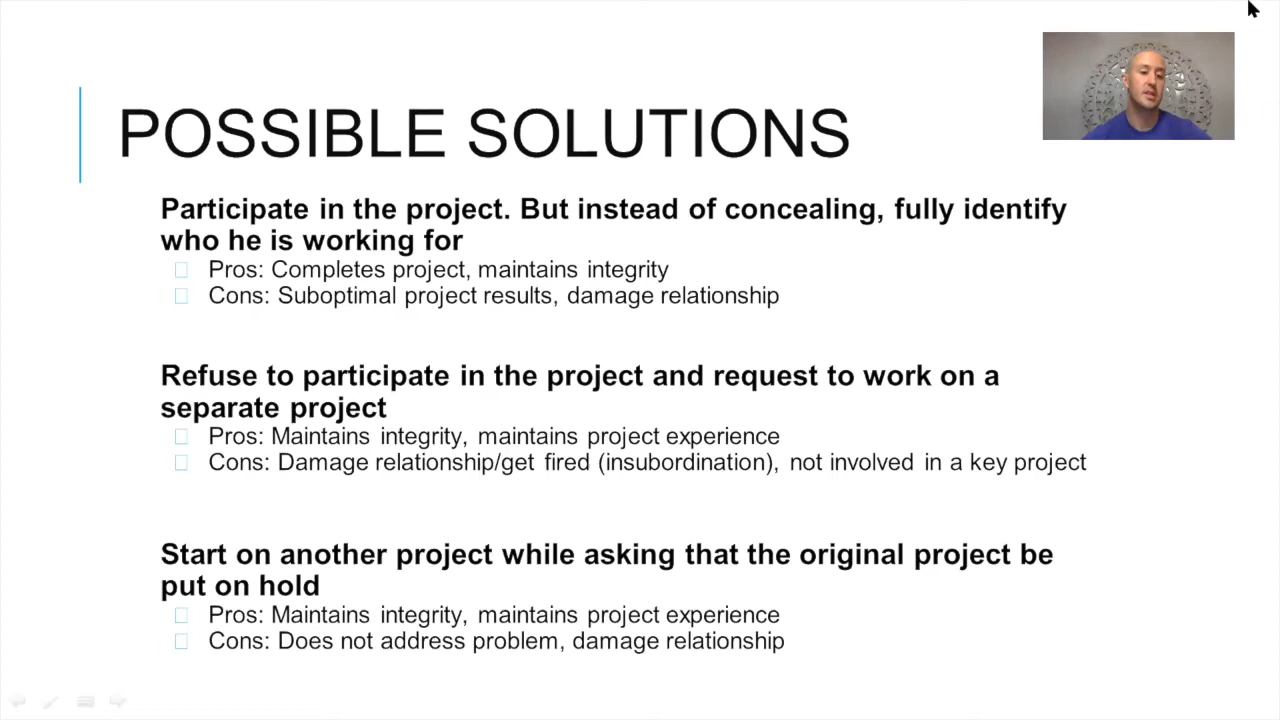 POSSIBLE SOLUTIONS
Participate in the project. But instead of concealing, fully identify
who he is working for
Pros: Completes project, maintains integrity
Cons: Suboptimal project results, damage relationship
Refuse to participate in the project and request to work on a
separate project
Pros: Maintains integrity, maintains project experience
Cons: Damage relationship/get fired (insubordination), not involved in a key project
Start on another project while asking that the original project be
put on hold
Pros: Maintains integrity, maintains project experience
Cons: Does not address problem, damage relationship